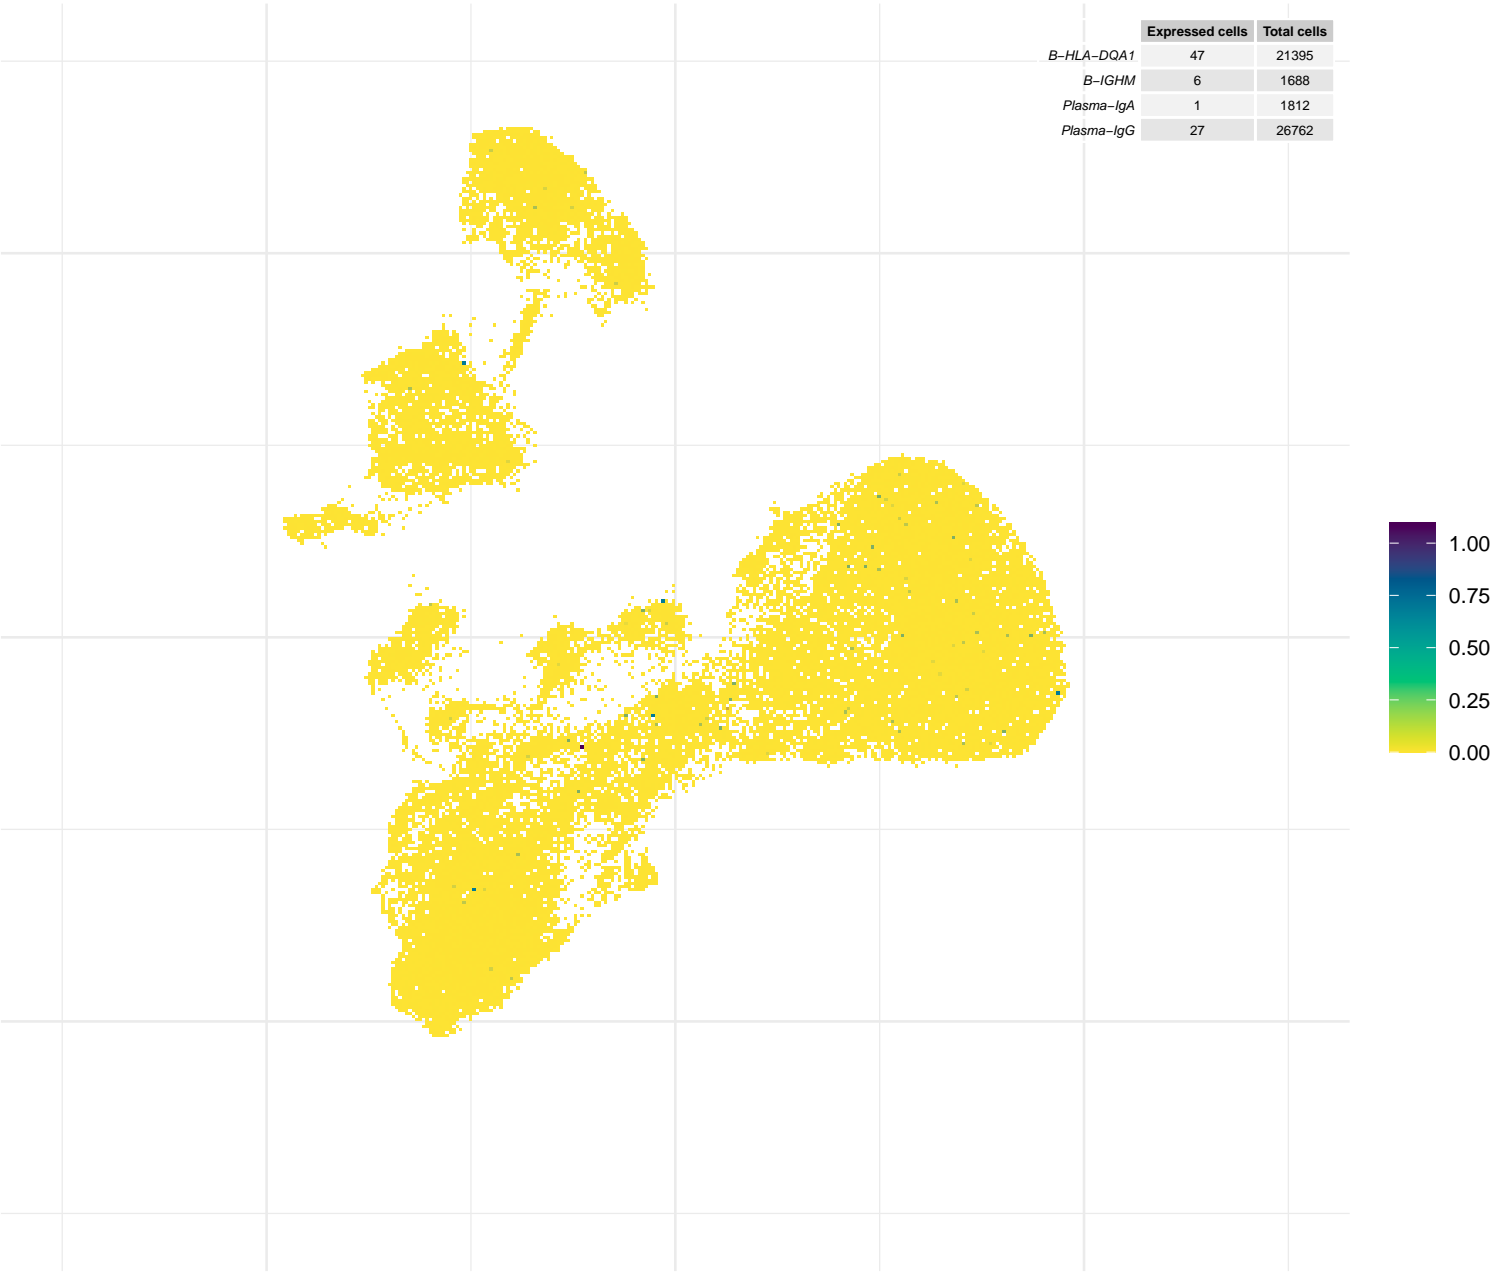 Expressed cells Total cells
B−HLA−DQA1 47 21395
B−IGHM 6 1688
Plasma−IgA 1 1812
Plasma−IgG 27 26762
1.00
0.75
0.50
0.25
0.00